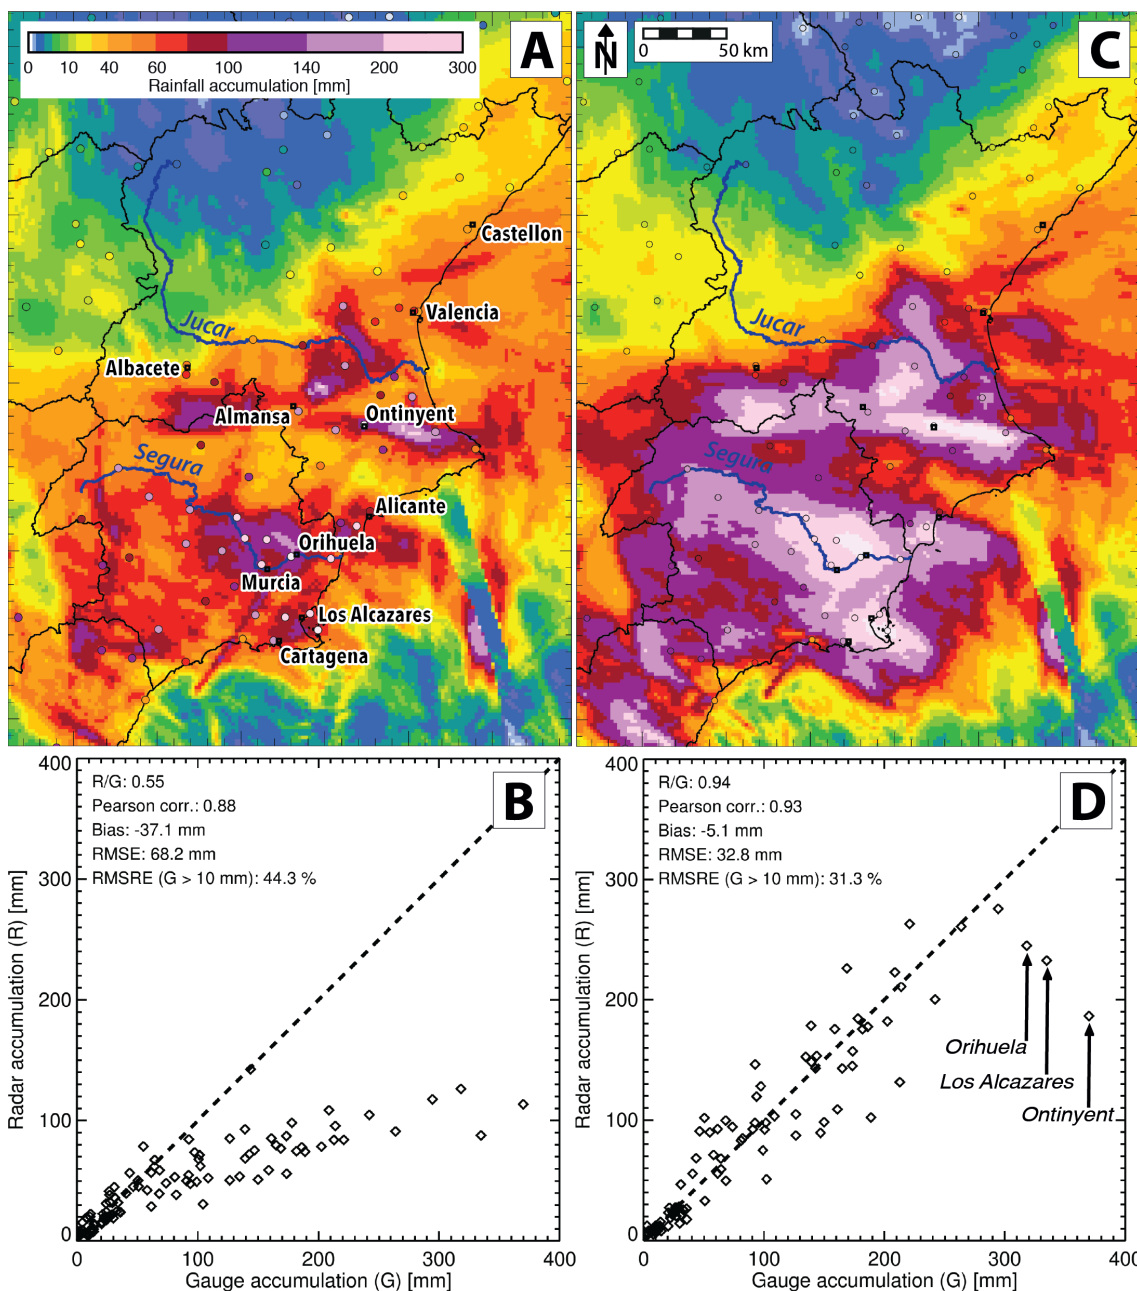 0 10 40 60 100 140 200 300
Rainfall accumulation [mm]
A
Castellon
Valencia
Jucar
Albacete
Almansa
Ontinyent
Segura
Alicante
Orihuela
Murcia
Los Alcazares
Cartagena
N
0 50 km
C
Jucar
Segura
400
300
200
100
0
Radar accumulation (R) [mm]
R/G: 0.55
Pearson corr.: 0.88
Bias: -37.1 mm
RMSE: 68.2 mm
RMSRE (G > 10 mm): 44.3 %
B
0 100 200 300 400
Gauge accumulation (G) [mm]
400
300
200
100
0
Radar accumulation (R) [mm]
R/G: 0.94
Pearson corr.: 0.93
Bias: -5.1 mm
RMSE: 32.8 mm
RMSRE (G > 10 mm): 31.3 %
D
Orihuela
Los Alcazares
Ontinyent
0 100 200 300 400
Gauge accumulation (G) [mm]